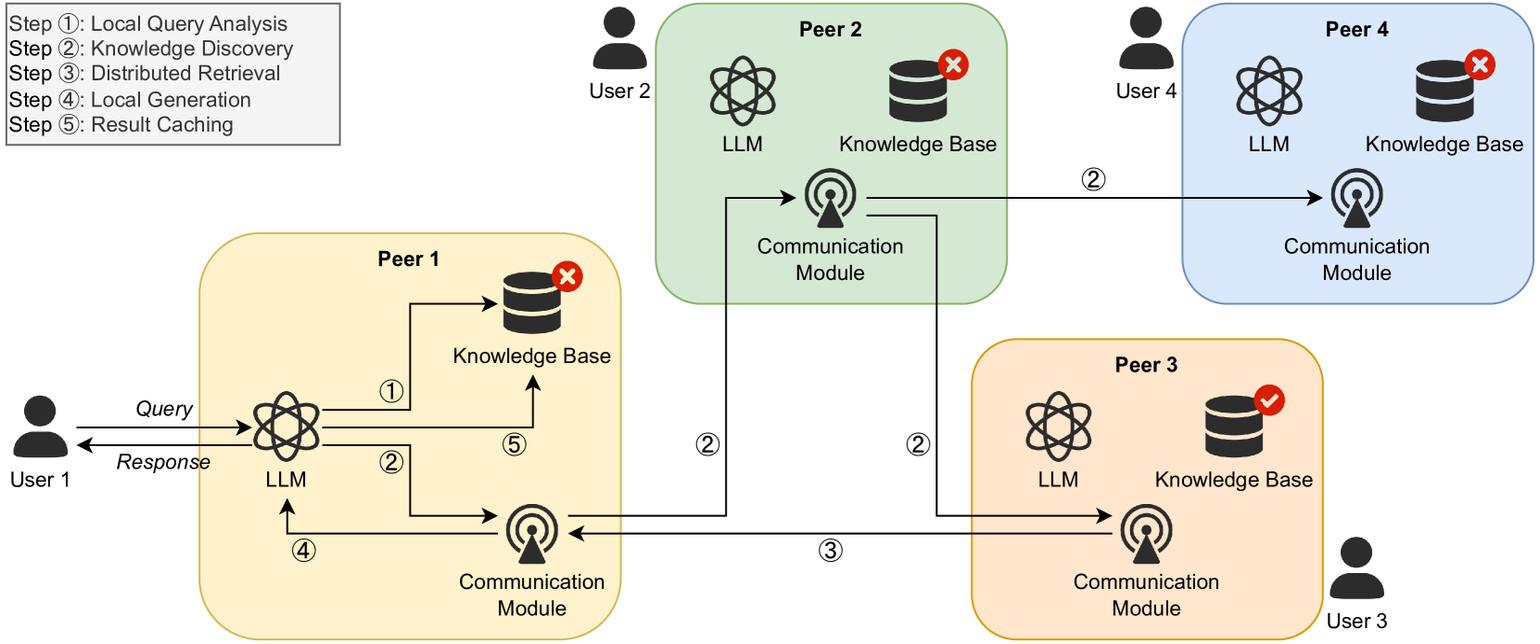 Step ①: Local Query Analysis
Step ②: Knowledge Discovery
Step ③: Distributed Retrieval
Step ④: Local Generation
Step ⑤: Result Caching
User 2
Peer 2
LLM
Knowledge Base
Communication
Module
User 4
Peer 4
LLM
Knowledge Base
Communication
Module
②
Peer 1
Knowledge Base
①
Query
Response
User 1
LLM
⑤
②
④
Communication
Module
②
②
③
Peer 3
LLM
Knowledge Base
Communication
Module
User 3